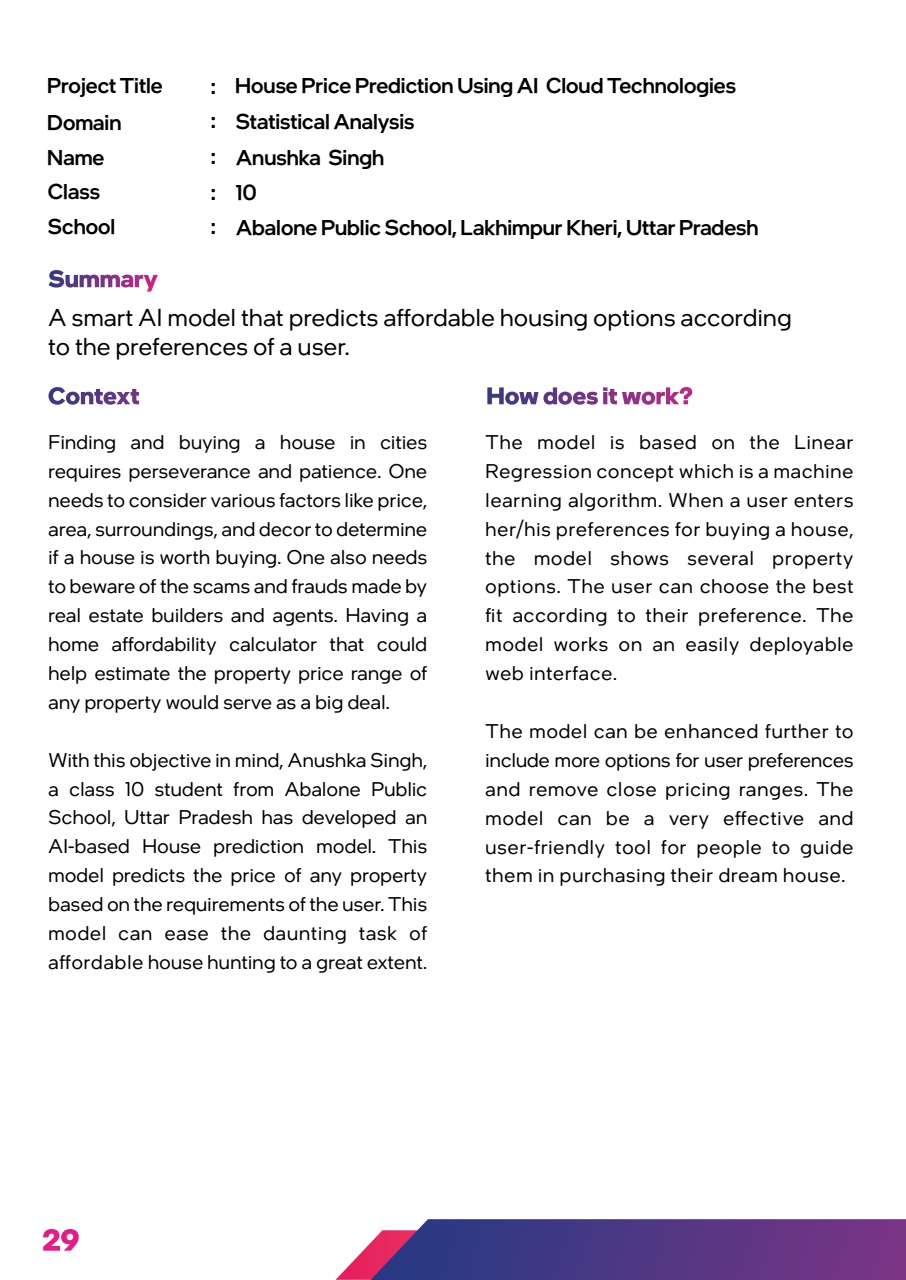 Project Title : House Price Prediction Using AI Cloud Technologies
Domain : Statistical Analysis
Name : Anushka Singh
Class : 10
School : Abalone Public School, Lakhimpur Kheri, Uttar Pradesh
Summary
A smart AI model that predicts affordable housing options according
to the preferences of a user.
Context
Finding and buying a house in cities
requires perseverance and patience. One
needs to consider various factors like price,
area, surroundings, and decor to determine
if a house is worth buying. One also needs
to beware of the scams and frauds made by
real estate builders and agents. Having a
home affordability calculator that could
help estimate the property price range of
any property would serve as a big deal.
With this objective in mind, Anushka Singh,
a class 10 student from Abalone Public
School, Uttar Pradesh has developed an
AI-based House prediction model. This
model predicts the price of any property
based on the requirements of the user. This
model can ease the daunting task of
affordable house hunting to a great extent.
How does it work?
The model is based on the Linear
Regression concept which is a machine
learning algorithm. When a user enters
her/his preferences for buying a house,
the model shows several property
options. The user can choose the best
fit according to their preference. The
model works on an easily deployable
web interface.
The model can be enhanced further to
include more options for user preferences
and remove close pricing ranges. The
model can be a very effective and
user-friendly tool for people to guide
them in purchasing their dream house.
29